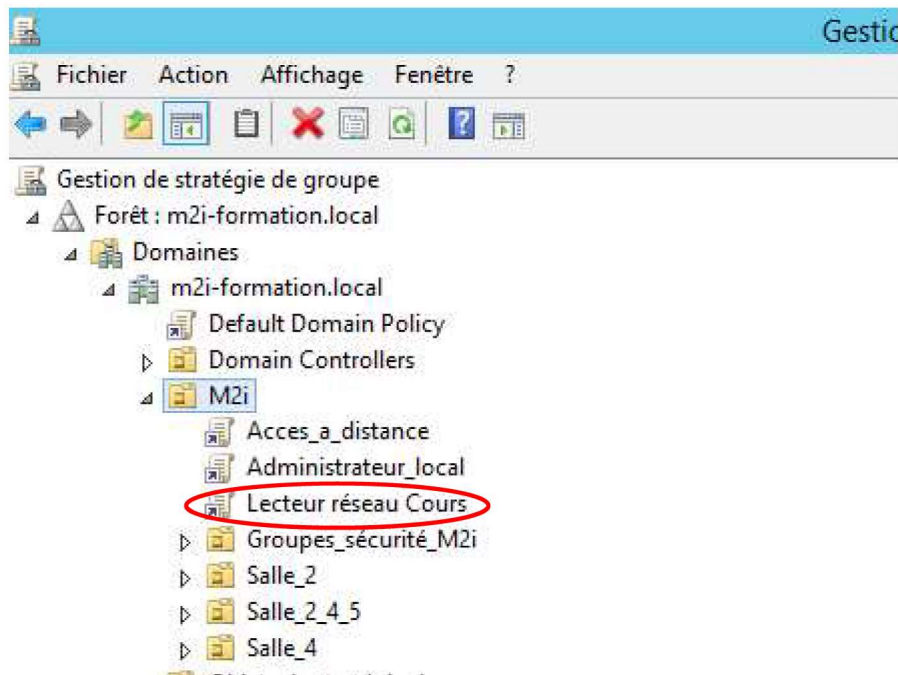 Gestio
Fichier Action Affichage Fenêtre ?
Gestion de stratégie de groupe
Forêt : m2i-formation.local
Domaines
m2i-formation.local
Default Domain Policy
Domain Controllers
M2i
Acces_a_distance
Administrateur_local
Lecteur réseau Cours
Groupes_sécurité_M2i
Salle_2
Salle_2_4_5
Salle_4